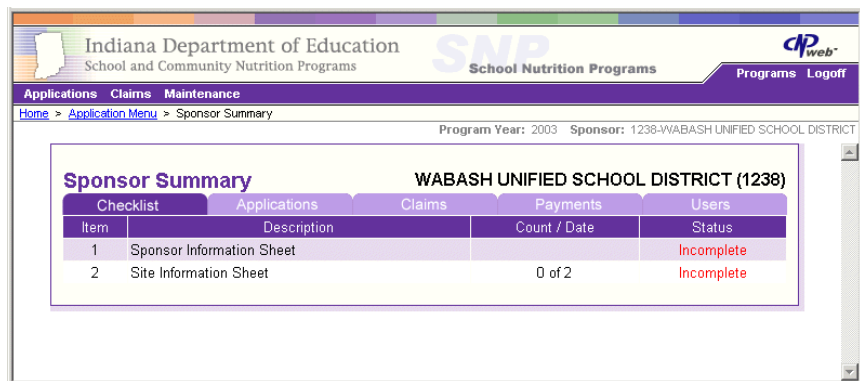 Indiana Department of Education
School and Community Nutrition Programs
SNP
School Nutrition Programs
CNPweb
Programs Logoff
Applications Claims Maintenance
Home > Application Menu > Sponsor Summary
Program Year: 2003 Sponsor: 1238-WABASH UNIFIED SCHOOL DISTRICT
Sponsor Summary WABASH UNIFIED SCHOOL DISTRICT (1238)
Checklist Applications Claims Payments Users
Item Description Count / Date Status
1 Sponsor Information Sheet Incomplete
2 Site Information Sheet 0 of 2 Incomplete